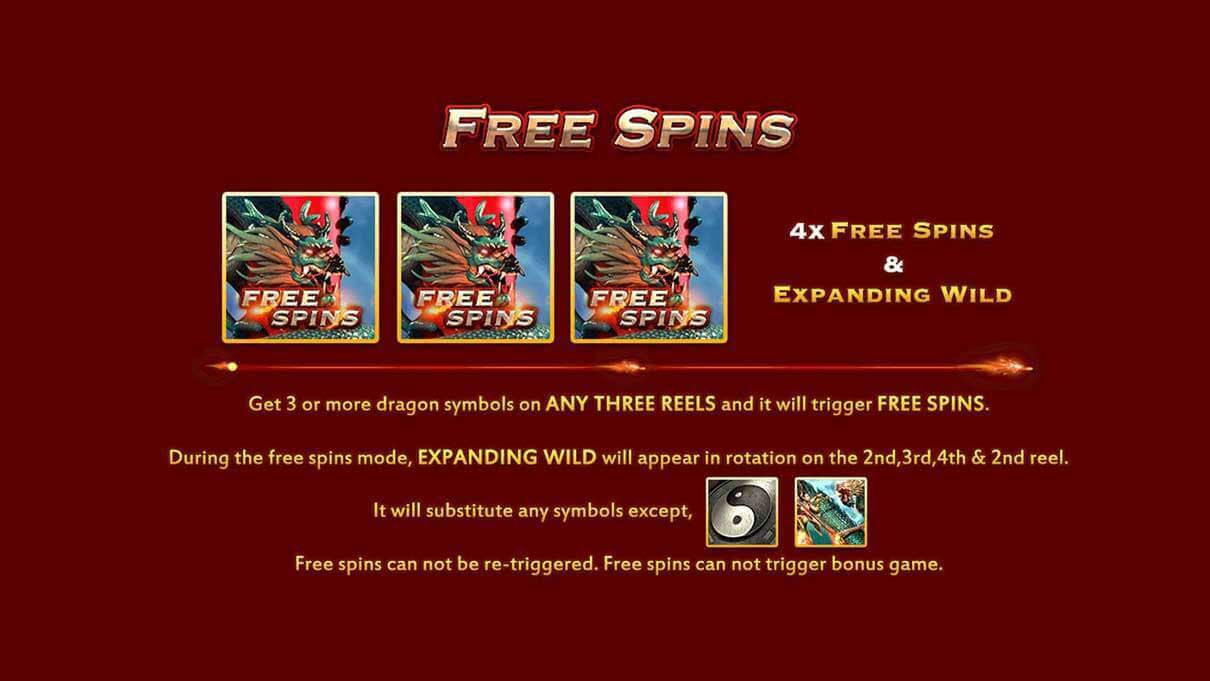 FREE SPINS
FREE SPINS
FREE SPINS
FREE SPINS
4x FREE SPINS
&
EXPANDING WILD
Get 3 or more dragon symbols on ANY THREE REELS and it will trigger FREE SPINS.
During the free spins mode, EXPANDING WILD will appear in rotation on the 2nd,3rd,4th & 2nd reel.
It will substitute any symbols except,
Free spins can not be re-triggered. Free spins can not trigger bonus game.